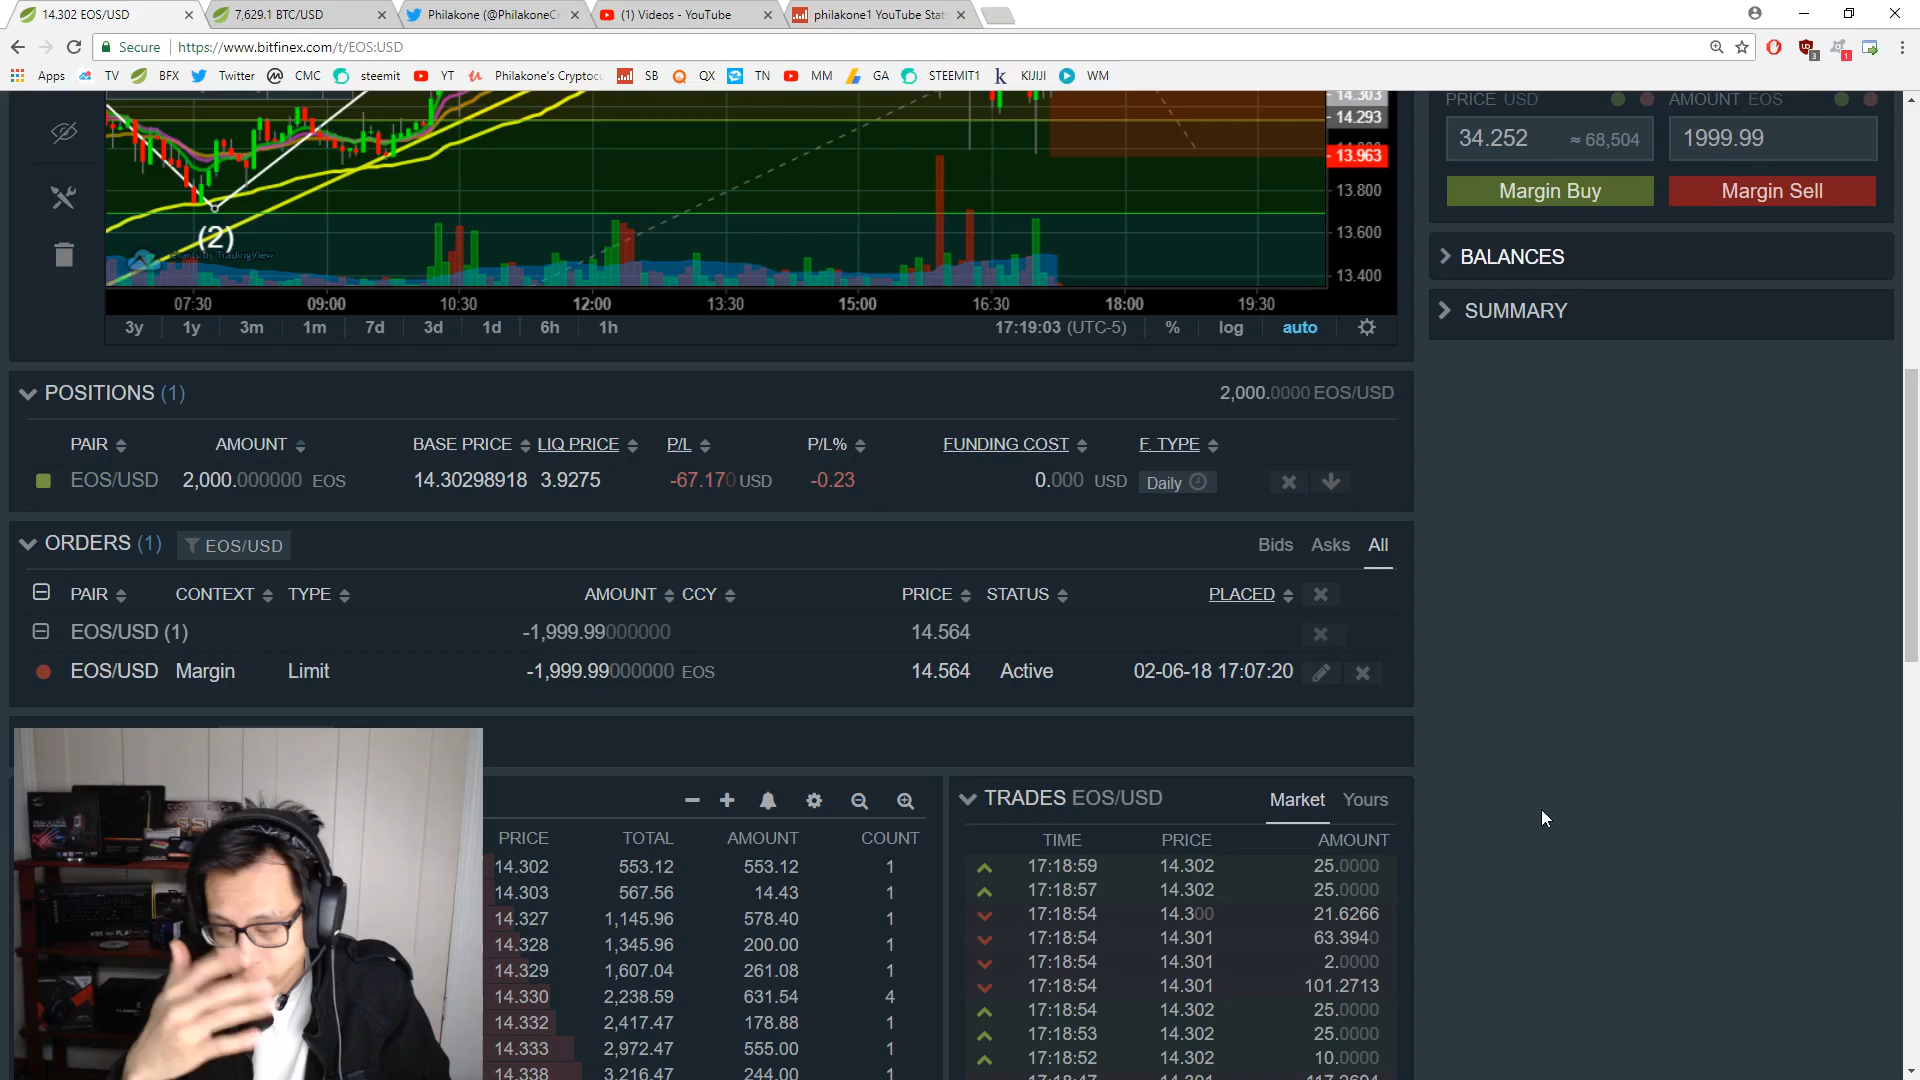 14.302 EOS/USD
7,629.1 BTC/USD
Philakone (@PhilakoneC
(1) Videos - YouTube
philakone1 YouTube Stat
Secure
https://www.bitfinex.com/t/EOS:USD
Apps TV BFX Twitter CMC steemit YT Philakone's Cryptoc SB QX TN MM GA STEEMIT1 KIJIJI WM
14.303
14.293
13.963
13.800
13.600
13.400
(2)
Charts by TradingView
07:30 09:00 10:30 12:00 13:30 15:00 16:30 18:00 19:30
3y 1y 3m 1m 7d 3d 1d 6h 1h 17:19:03 (UTC-5) % log auto
PRICE USD AMOUNT EOS
34.252 ≈ 68,504 1999.99
Margin Buy Margin Sell
BALANCES
SUMMARY
POSITIONS (1) 2,000.0000 EOS/USD
PAIR AMOUNT BASE PRICE LIQ PRICE P/L P/L% FUNDING COST F. TYPE
EOS/USD 2,000.000000 EOS 14.30298918 3.9275 -67.170 USD -0.23 0.000 USD Daily
ORDERS (1) EOS/USD Bids Asks All
PAIR CONTEXT TYPE AMOUNT CCY PRICE STATUS PLACED
EOS/USD (1) -1,999.99000000 14.564
EOS/USD Margin Limit -1,999.99000000 EOS 14.564 Active 02-06-18 17:07:20
PRICE TOTAL AMOUNT COUNT
14.302 553.12 553.12 1
14.303 567.56 14.43 1
14.327 1,145.96 578.40 1
14.328 1,345.96 200.00 1
14.329 1,607.04 261.08 1
14.330 2,238.59 631.54 4
14.332 2,417.47 178.88 1
14.333 2,972.47 555.00 1
14.338 3,216.47 244.00 1
TRADES EOS/USD Market Yours
TIME PRICE AMOUNT
17:18:59 14.302 25.0000
17:18:57 14.302 25.0000
17:18:54 14.300 21.6266
17:18:54 14.301 63.3940
17:18:54 14.301 2.0000
17:18:54 14.301 101.2713
17:18:54 14.302 25.0000
17:18:53 14.302 25.0000
17:18:52 14.302 10.0000